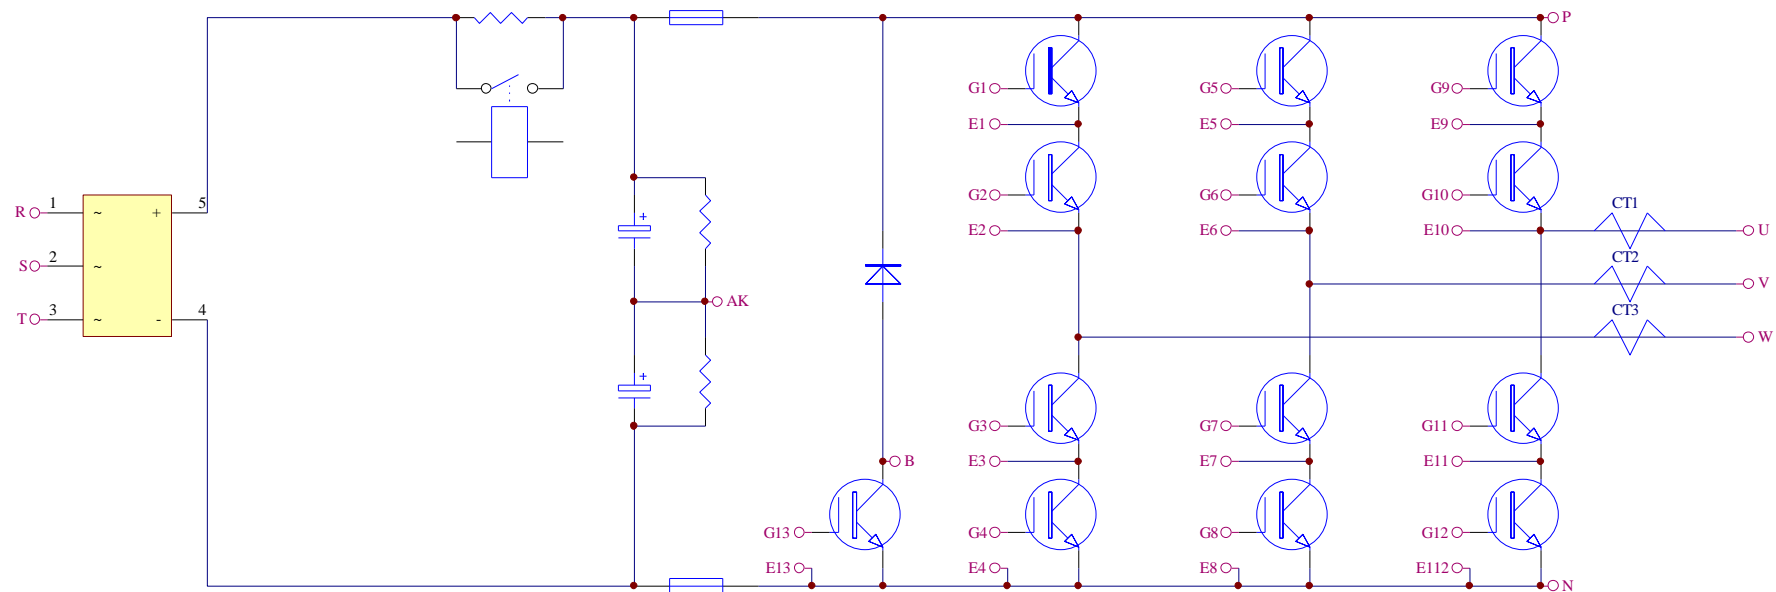 P
G1
G5
G9
E1
E5
E9
R 1 ~ + 5
G2
G6
G10
CT1
E2
E6
E10
U
S 2 ~
CT2
V
AK
T 3 ~ - 4
CT3
W
G3
G7
G11
B
E3
E7
E11
G13
G4
G8
G12
E13
E4
E8
E112
N
+
+